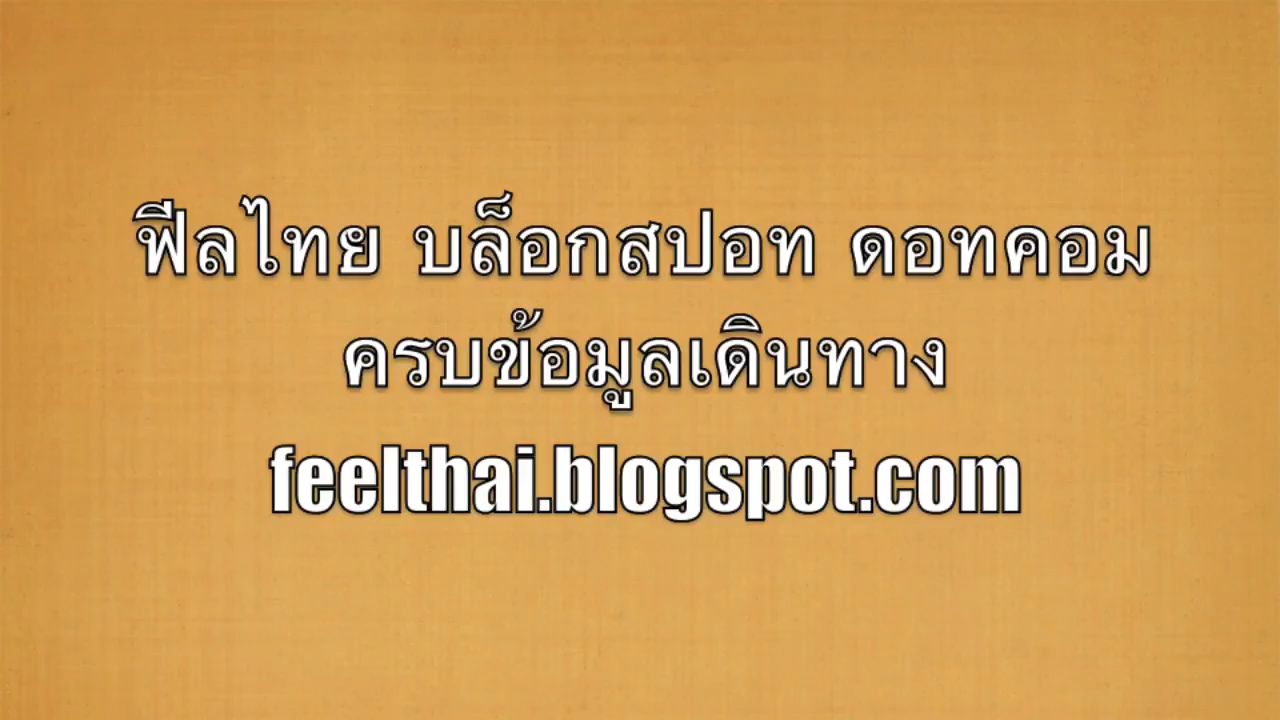 ฟีลไทย บล็อกสปอท ดอทคอม
ครบข้อมูลเดินทาง
feelthai.blogspot.com